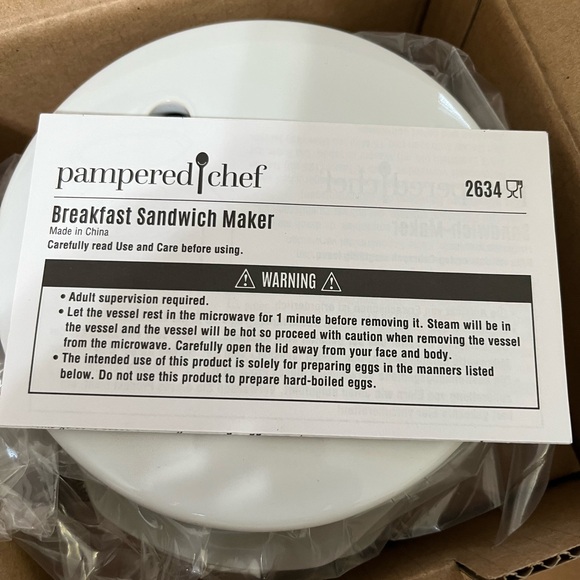 pampered chef
2634
Breakfast Sandwich Maker
Made in China
Carefully read Use and Care before using.
WARNING
• Adult supervision required.
• Let the vessel rest in the microwave for 1 minute before removing it. Steam will be in
the vessel and the vessel will be hot so proceed with caution when removing the vessel
from the microwave. Carefully open the lid away from your face and body.
• The intended use of this product is solely for preparing eggs in the manners listed
below. Do not use this product to prepare hard-boiled eggs.